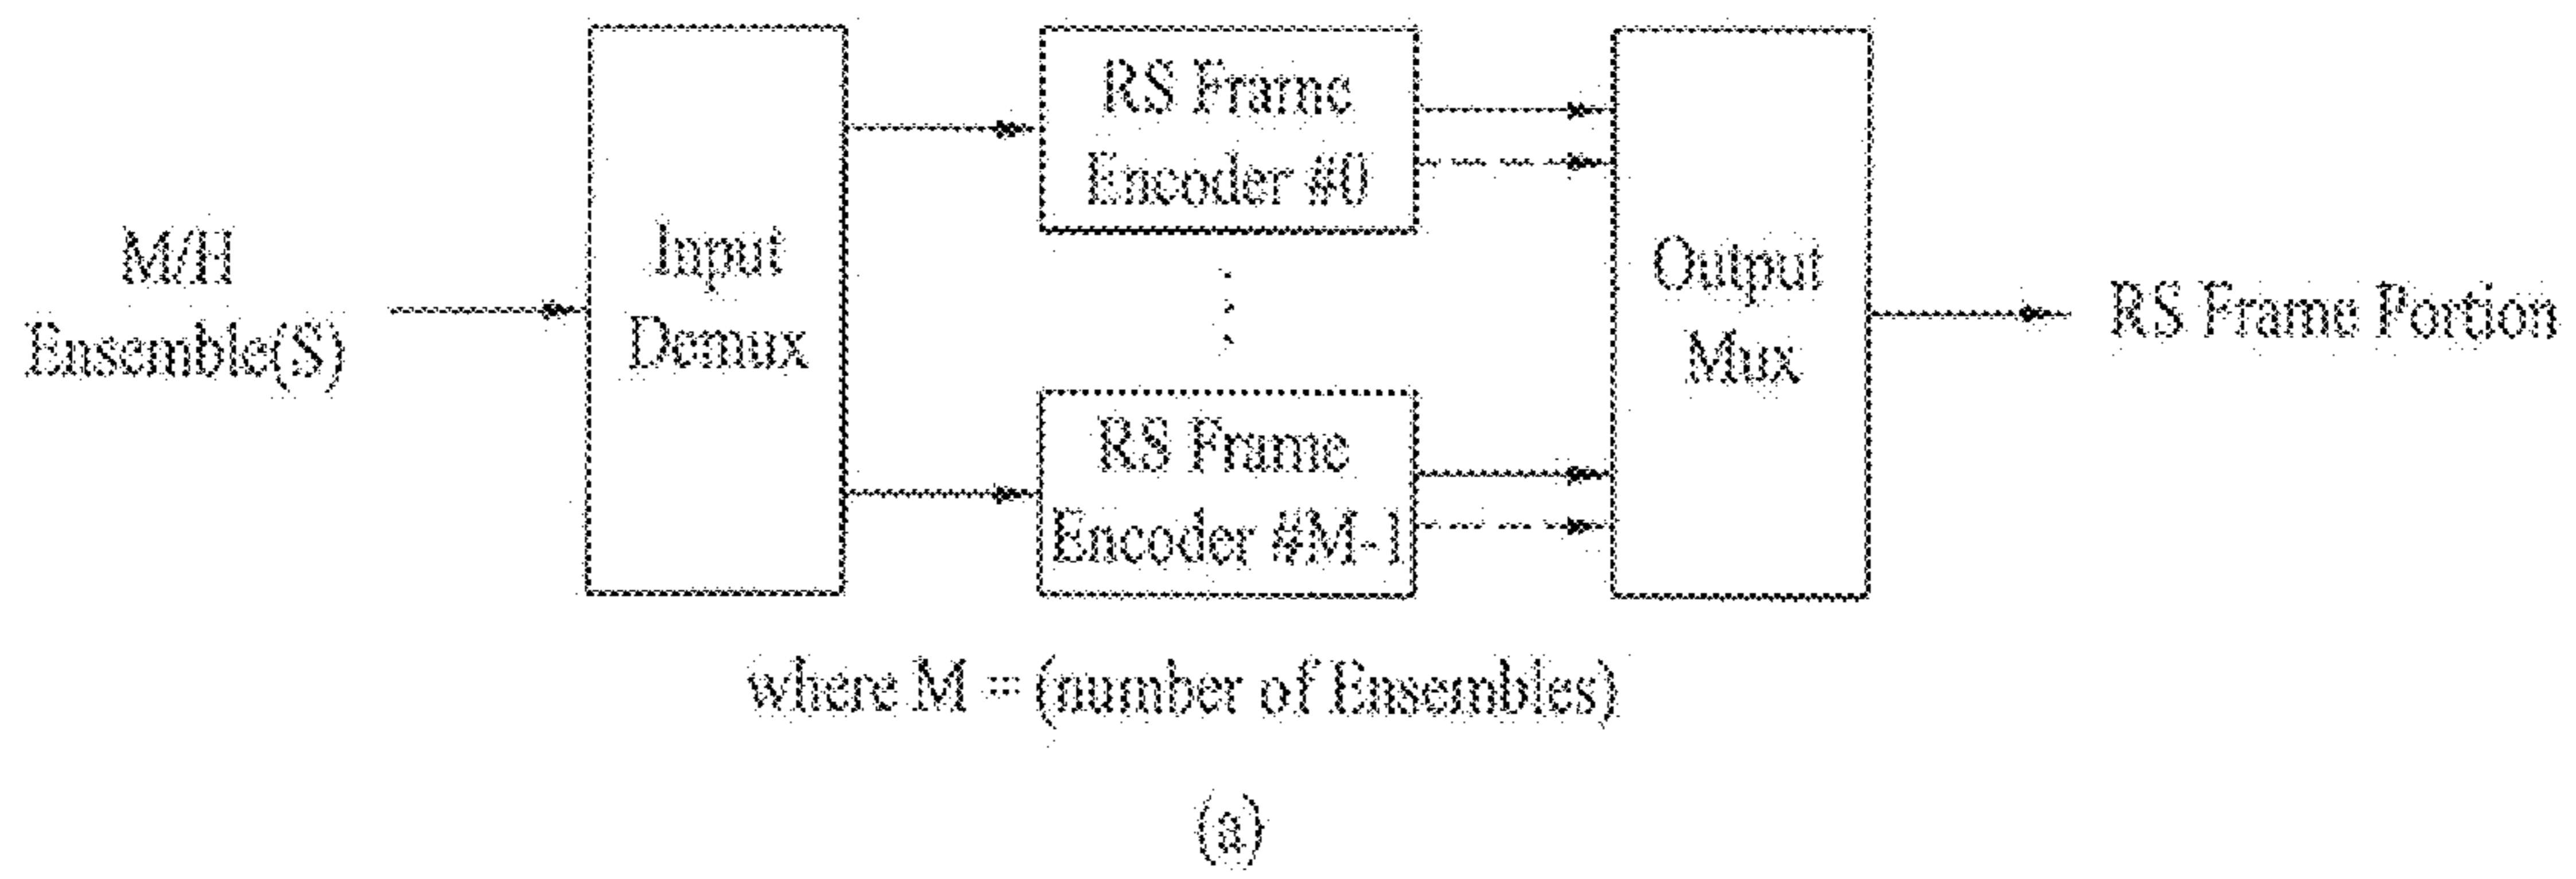 M/H
Ensemble(S)
Input
Demux
RS Frame
Encoder #0
RS Frame
Encoder #M-1
Output
Mux
RS Frame Portion
where M = (number of Ensembles)
(a)